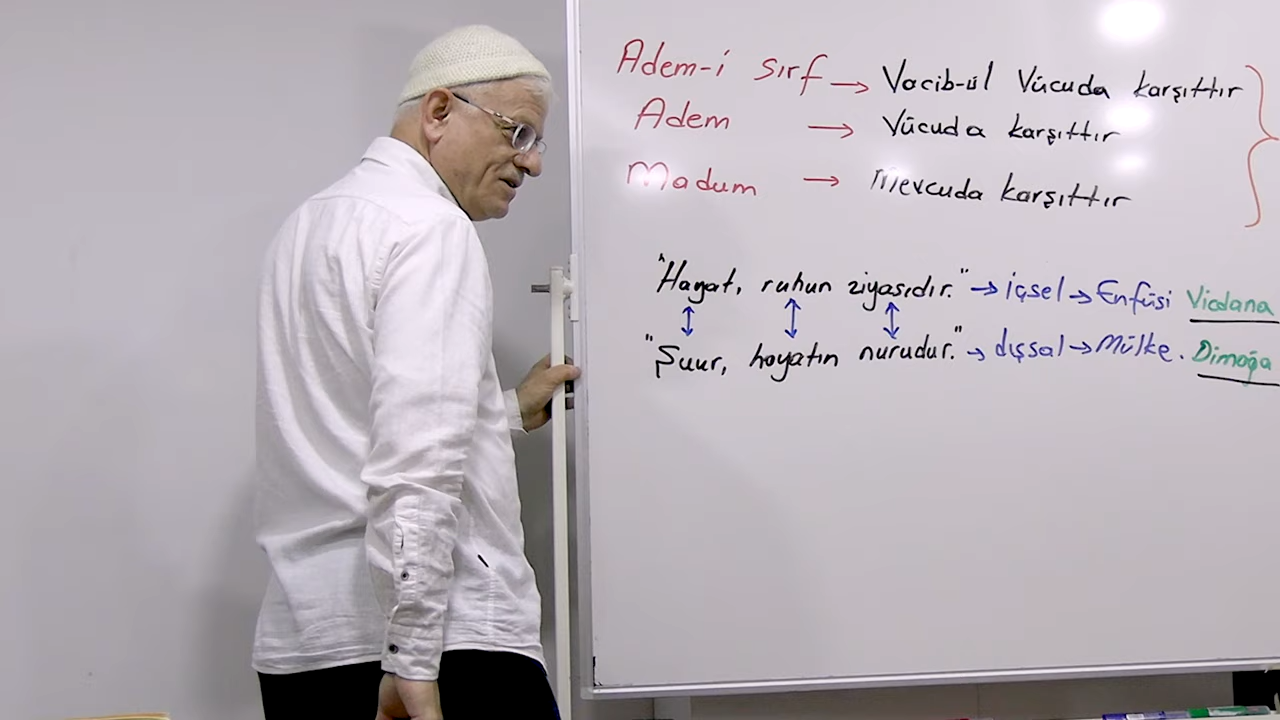 Adem-i Sırf → Vacib-ül Vücuda karşıttır
Adem → Vücuda karşıttır
Madum → Mevcuda karşıttır
"Hayat, ruhun ziyasıdır." → içsel → Enfüsi Vicdana
"Şuur, hayatın nurudur." → dışsal → Mülke. Dimağa